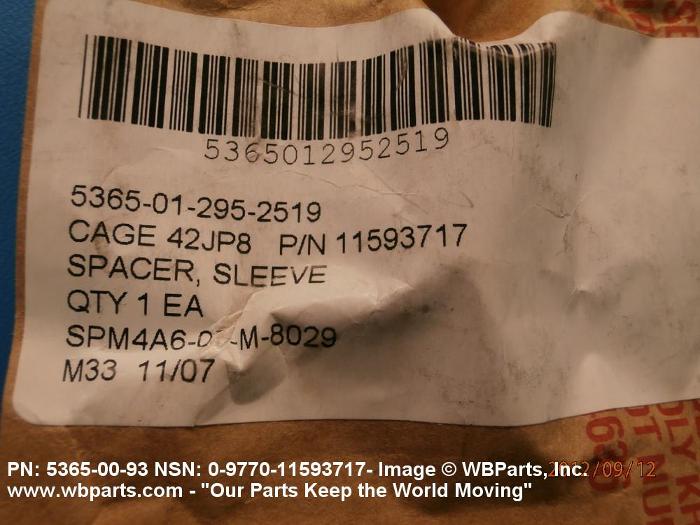 5365012952519
5365-01-295-2519
CAGE 42JP8 P/N 11593717
SPACER, SLEEVE
QTY 1 EA
M33 11/07
PN: 5365-00-93 NSN: 0-9770-11593717- Image © WBParts, Inc.
www.wbparts.com - "Our Parts Keep the World Moving"